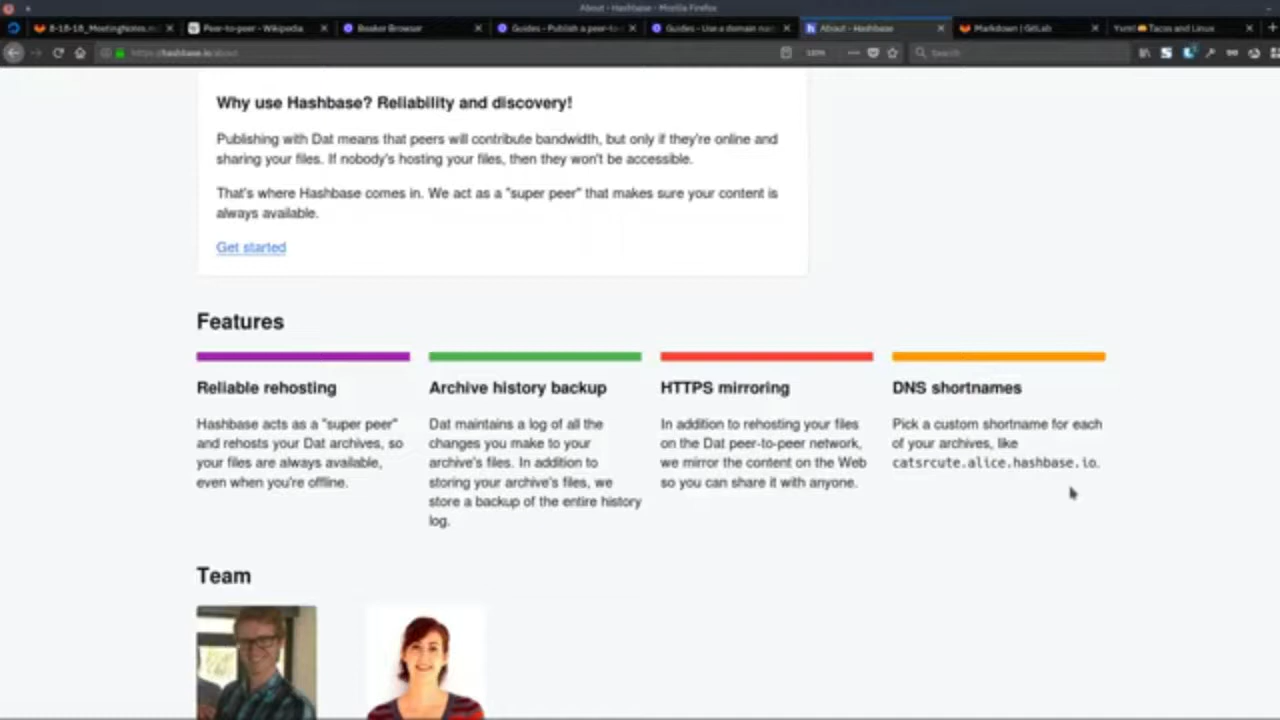 About - Hashbase - Mozilla Firefox
8-18-18_MeetingNotes.m
Peer-to-peer - Wikipedia
Beaker Browser
Guides - Publish a peer-to-
Guides - Use a domain na
About - Hashbase
Markdown | GitLab
Yum! 🌮 Tacos and Linux
https://hashbase.io/about
Search
Why use Hashbase? Reliability and discovery!
Publishing with Dat means that peers will contribute bandwidth, but only if they're online and
sharing your files. If nobody's hosting your files, then they won't be accessible.
That's where Hashbase comes in. We act as a "super peer" that makes sure your content is
always available.
Get started
Features
Reliable rehosting
Hashbase acts as a "super peer"
and rehosts your Dat archives, so
your files are always available,
even when you're offline.
Archive history backup
Dat maintains a log of all the
changes you make to your
archive's files. In addition to
storing your archive's files, we
store a backup of the entire history
log.
HTTPS mirroring
In addition to rehosting your files
on the Dat peer-to-peer network,
we mirror the content on the Web
so you can share it with anyone.
DNS shortnames
Pick a custom shortname for each
of your archives, like
catsrcute.alice.hashbase.io.
Team